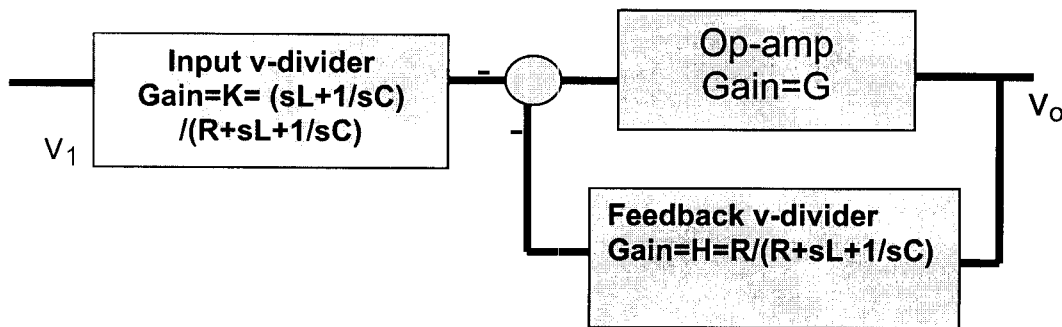 Input v-divider
Gain=K= (sL+1/sC)
/(R+sL+1/sC)
V₁
-
-
Op-amp
Gain=G
Vₒ
Feedback v-divider
Gain=H=R/(R+sL+1/sC)